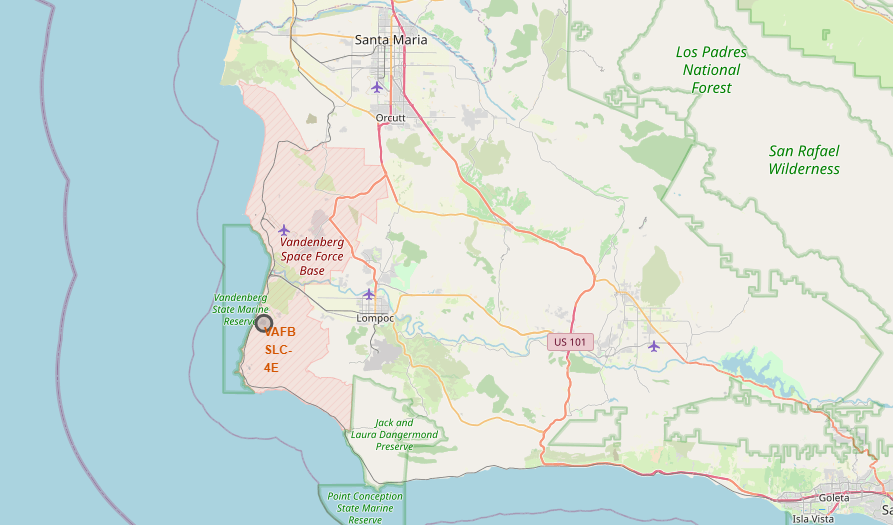 Santa Maria
Los Padres
National
Forest
Orcutt
San Rafael
Wilderness
Vandenberg
Space Force
Base
Vandenberg
State Marine
Reserve
Lompoc
VAFB
SLC-
4E
US 101
Jack and
Laura Dangermond
Preserve
Point Conception
State Marine
Reserve
Goleta
Isla Vista
Sa